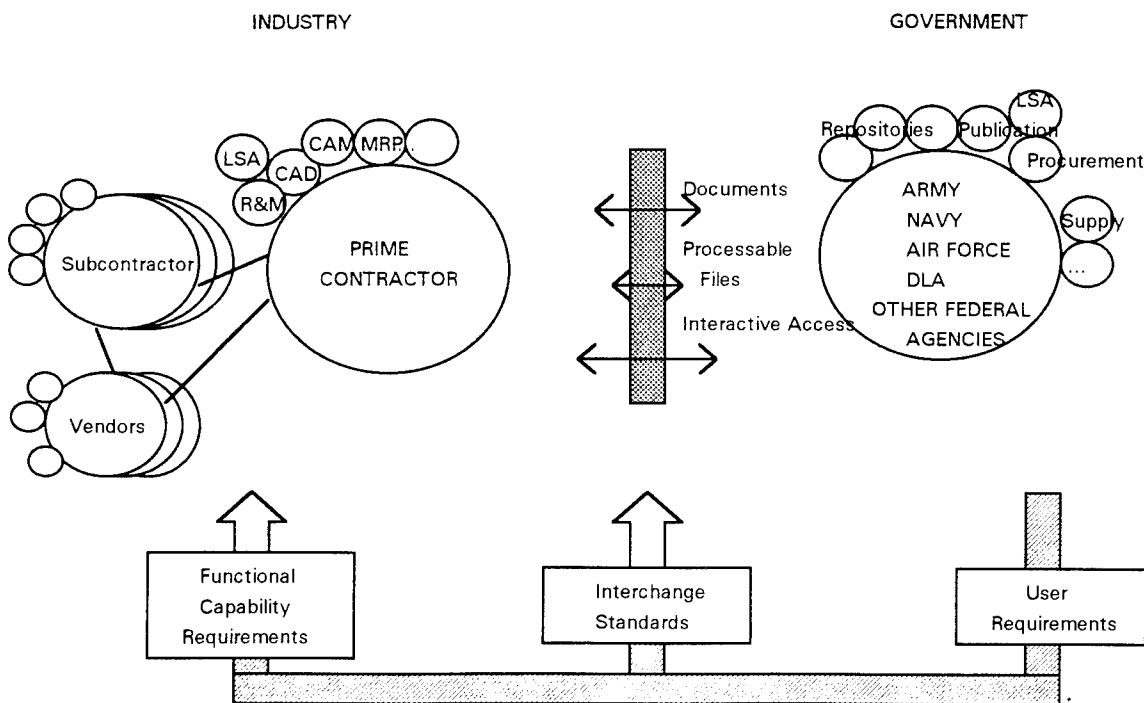 INDUSTRY
GOVERNMENT
LSA
R&M
CAD
CAM
MRP...
Subcontractor
PRIME
CONTRACTOR
Vendors
Documents
Processable
Files
Interactive Access
Repositories
Publication
LSA
Procurement
Supply
...
ARMY
NAVY
AIR FORCE
DLA
OTHER FEDERAL
AGENCIES
Functional
Capability
Requirements
Interchange
Standards
User
Requirements